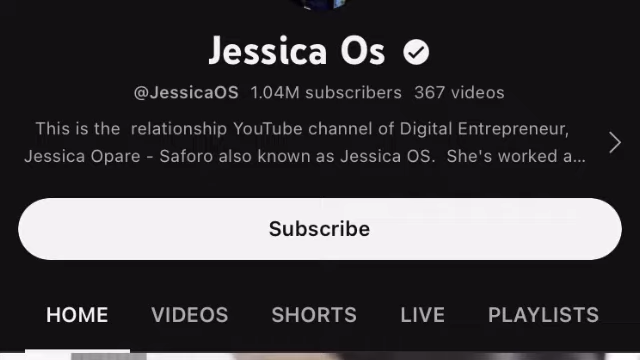 Jessica Os
@JessicaOS 1.04M subscribers 367 videos
This is the relationship YouTube channel of Digital Entrepreneur,
Jessica Opare - Saforo also known as Jessica OS. She's worked a...
Subscribe
HOME VIDEOS SHORTS LIVE PLAYLISTS